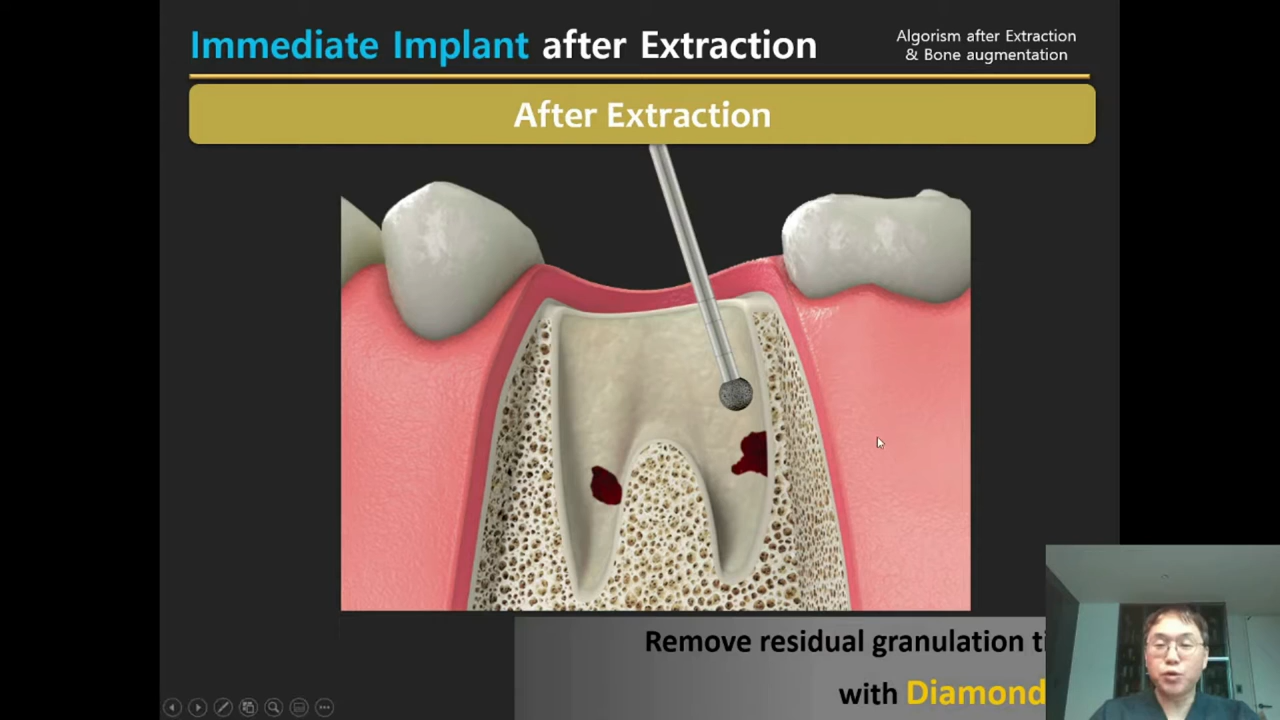 Immediate Implant after Extraction
Algorism after Extraction
& Bone augmentation
After Extraction
Remove residual granulation
with Diamond